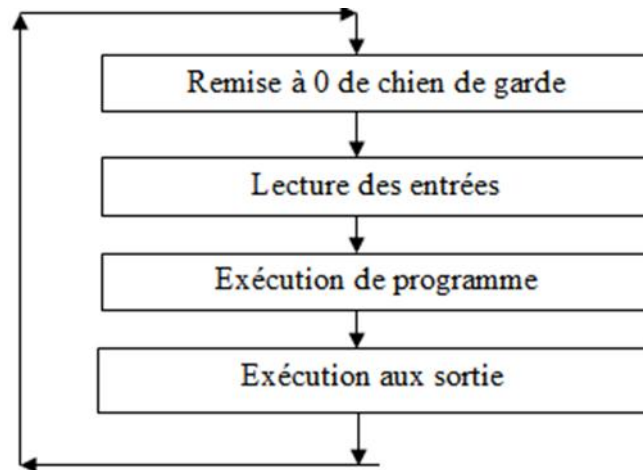 Remise à 0 de chien de garde
Lecture des entrées
Exécution de programme
Exécution aux sortie